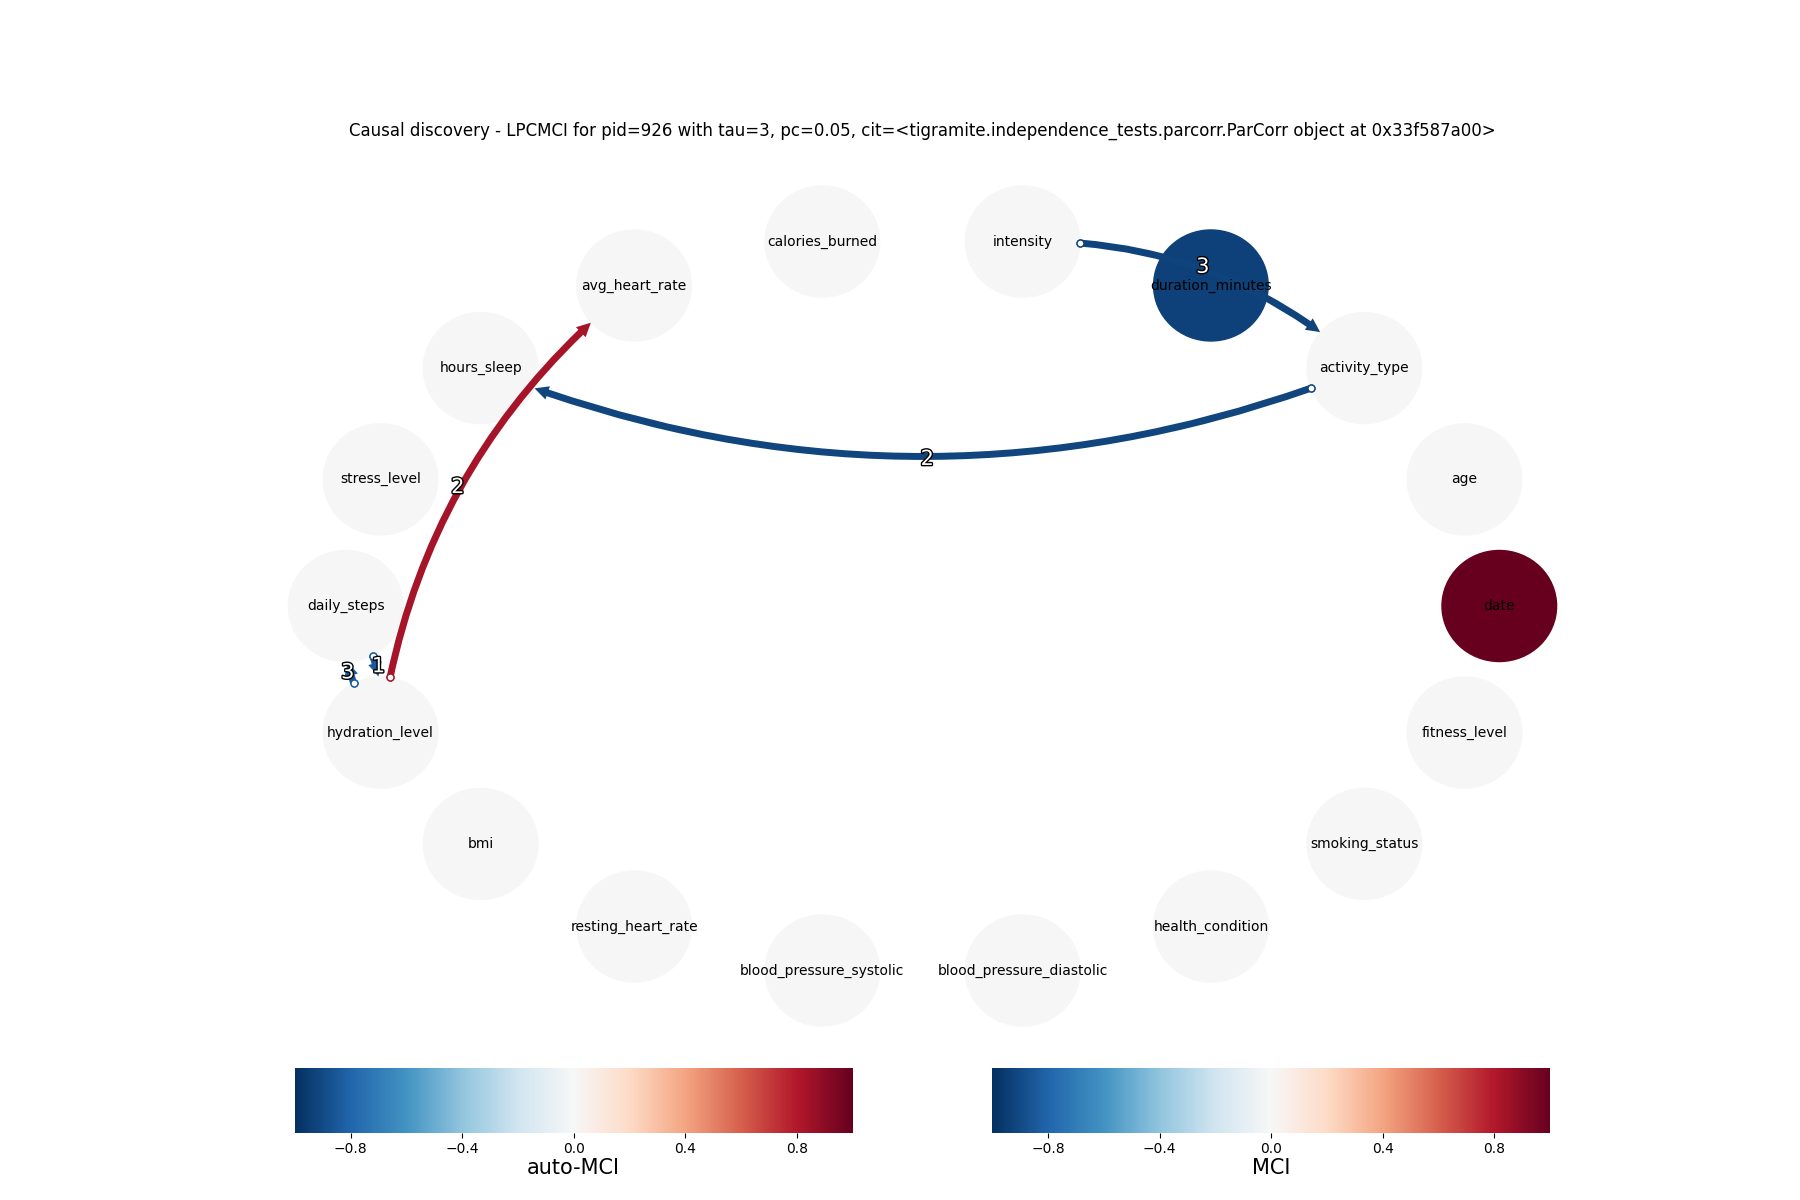 Causal discovery - LPCMCI for pid=926 with tau=3, pc=0.05, cit=<tigramite.independence_tests.parcorr.ParCorr object at 0x33f587a00>
calories_burned
intensity
avg_heart_rate
3
duration_minutes
hours_sleep
activity_type
2
stress_level
2
age
daily_steps
date
3
1
hydration_level
fitness_level
bmi
smoking_status
resting_heart_rate
health_condition
blood_pressure_systolic
blood_pressure_diastolic
−0.8 −0.4 0.0 0.4 0.8
auto-MCI
−0.8 −0.4 0.0 0.4 0.8
MCI